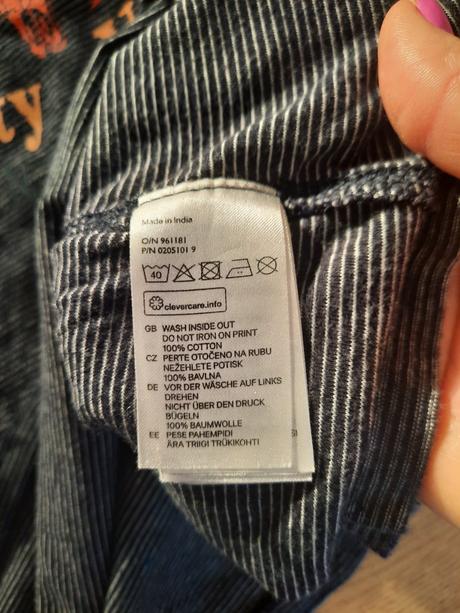 ty
Made in India
O/N 961181
P/N 0205101 9
40
clevercare.info
GB WASH INSIDE OUT
DO NOT IRON ON PRINT
100% COTTON
CZ PERTE OTOČENO NA RUBU
NEŽEHLETE POTISK
100% BAVLNA
DE VOR DER WÄSCHE AUF LINKS
DREHEN
NICHT ÜBER DEN DRUCK
BÜGELN
100% BAUMWOLLE
EE PESE PAHEMPIDI
ÄRA TRIIGI TRÜKIKOHTI